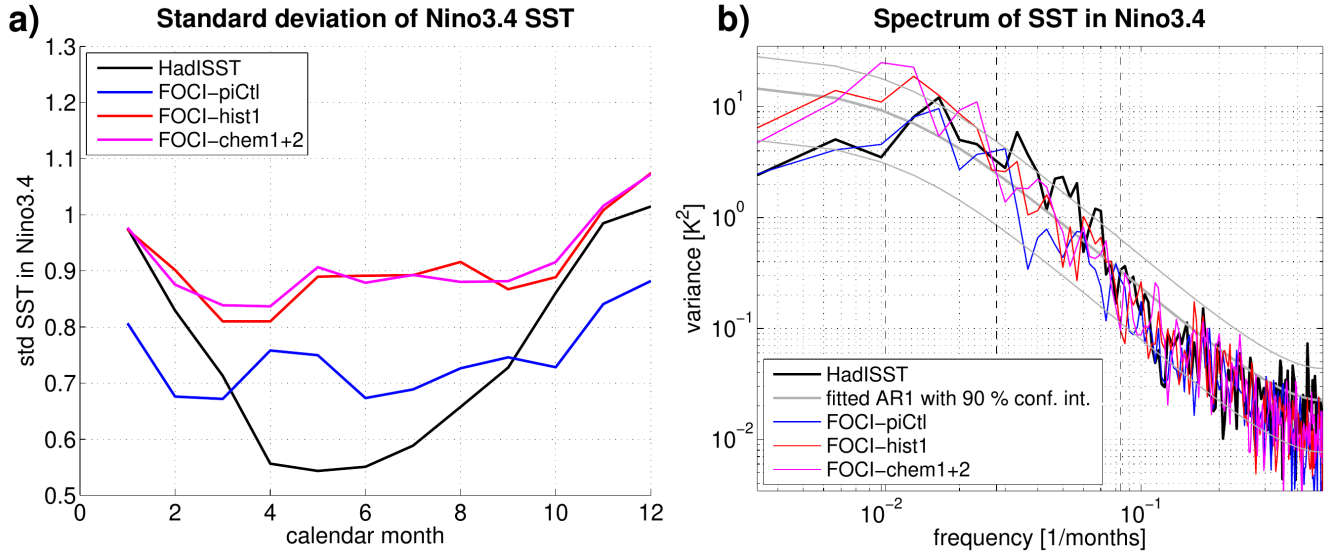 a)
Standard deviation of Nino3.4 SST
std SST in Nino3.4
1.3
1.2
1.1
1
0.9
0.8
0.7
0.6
0.5
HadISST
FOCI−piCtl
FOCI−hist1
FOCI−chem1+2
0 2 4 6 8 10 12
calendar month
b)
Spectrum of SST in Nino3.4
variance [K²]
10¹
10⁰
10⁻¹
10⁻²
HadISST
fitted AR1 with 90 % conf. int.
FOCI−piCtl
FOCI−hist1
FOCI−chem1+2
10⁻² 10⁻¹
frequency [1/months]